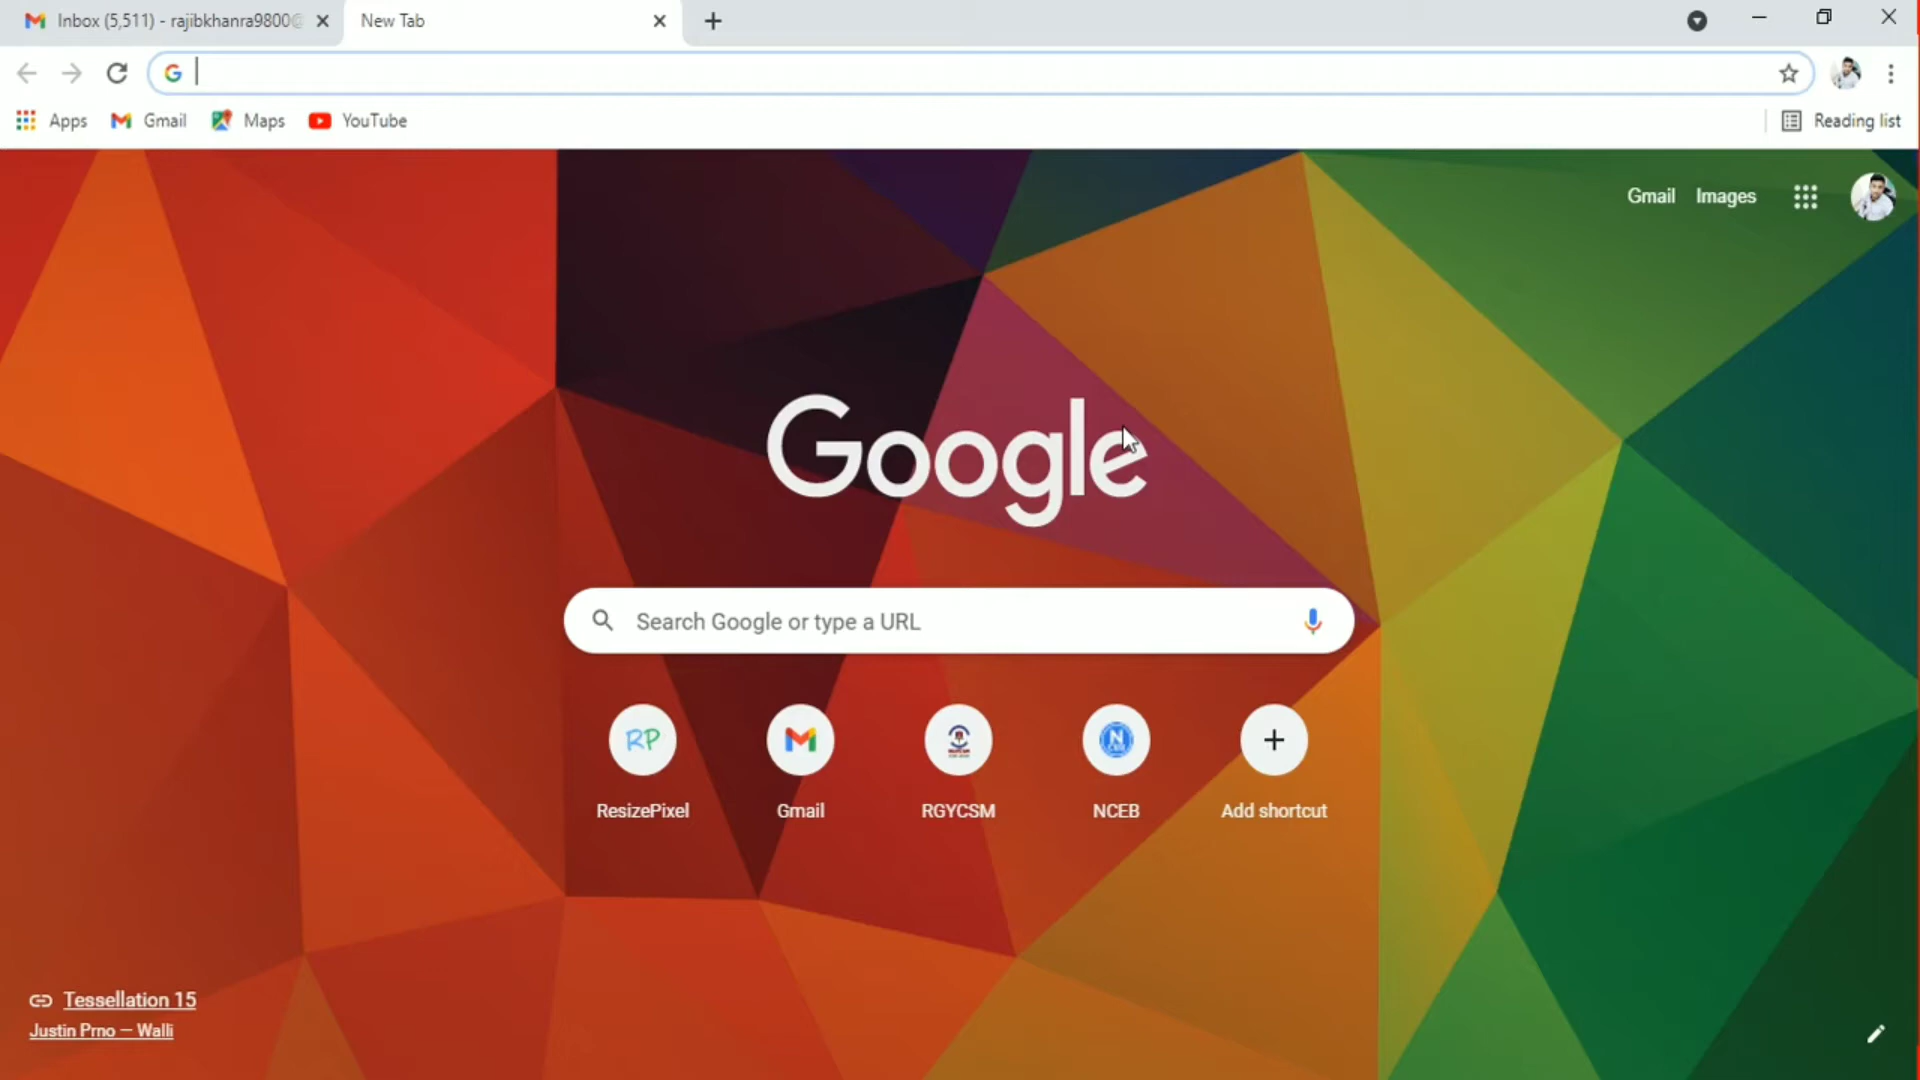 Inbox (5,511) - rajibkhanra9800@
New Tab
Apps
Gmail
Maps
YouTube
Reading list
Gmail Images
Google
Search Google or type a URL
RP
ResizePixel
Gmail
RGYCSM
NCEB
Add shortcut
Tessellation 15
Justin Prno — Walli